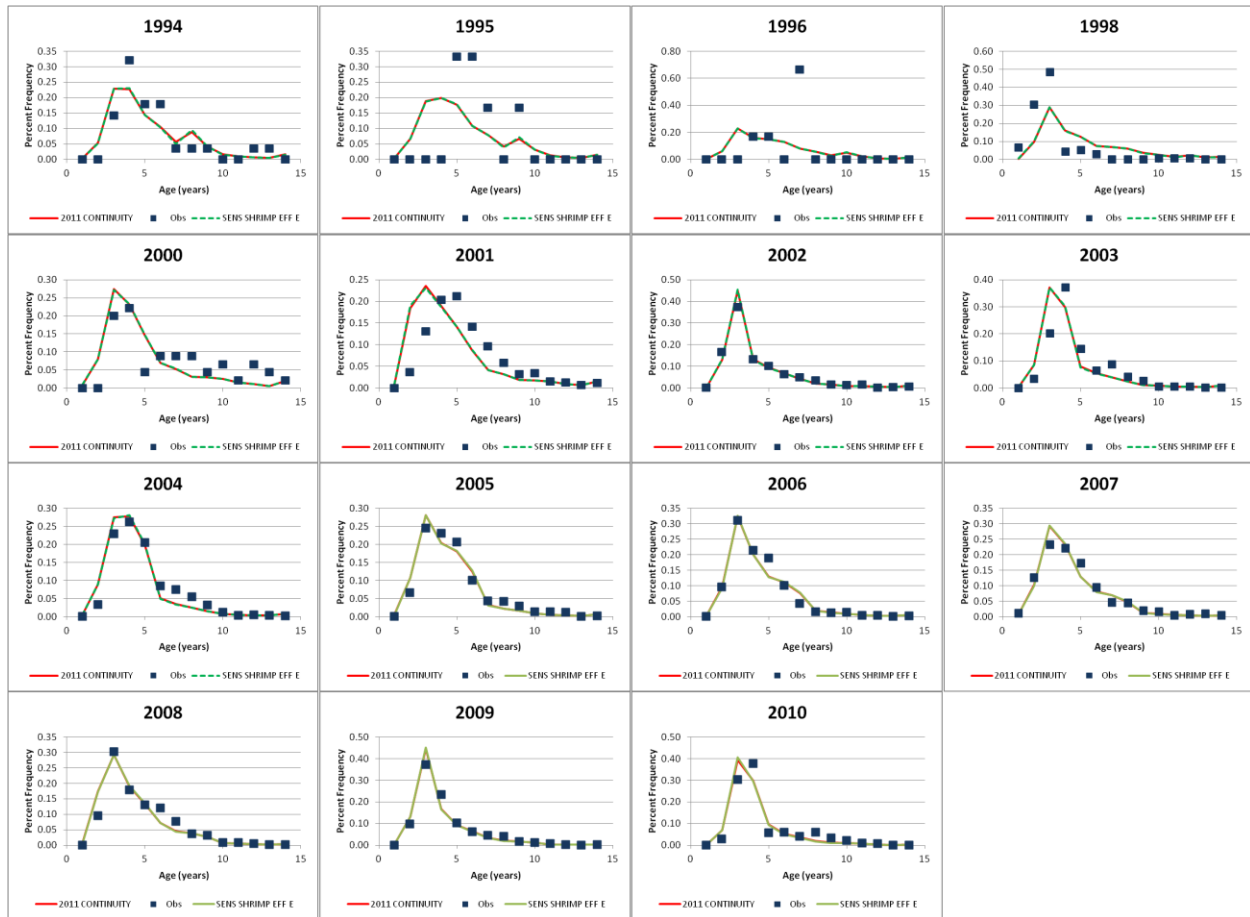 1994
Percent Frequency
0.35
0.30
0.25
0.20
0.15
0.10
0.05
0.00
0 5 10 15
Age (years)
2011 CONTINUITY Obs SENS SHRIMP EFF E
1995
Percent Frequency
0.35
0.30
0.25
0.20
0.15
0.10
0.05
0.00
0 5 10 15
Age (years)
2011 CONTINUITY Obs SENS SHRIMP EFF E
1996
Percent Frequency
0.80
0.60
0.40
0.20
0.00
0 5 10 15
Age (years)
2011 CONTINUITY Obs SENS SHRIMP EFF E
1998
Percent Frequency
0.60
0.50
0.40
0.30
0.20
0.10
0.00
0 5 10 15
Age (years)
2011 CONTINUITY Obs SENS SHRIMP EFF E
2000
Percent Frequency
0.30
0.25
0.20
0.15
0.10
0.05
0.00
0 5 10 15
Age (years)
2011 CONTINUITY Obs SENS SHRIMP EFF E
2001
Percent Frequency
0.25
0.20
0.15
0.10
0.05
0.00
0 5 10 15
Age (years)
2011 CONTINUITY Obs SENS SHRIMP EFF E
2002
Percent Frequency
0.50
0.40
0.30
0.20
0.10
0.00
0 5 10 15
Age (years)
2011 CONTINUITY Obs SENS SHRIMP EFF E
2003
Percent Frequency
0.40
0.30
0.20
0.10
0.00
0 5 10 15
Age (years)
2011 CONTINUITY Obs SENS SHRIMP EFF E
2004
Percent Frequency
0.30
0.25
0.20
0.15
0.10
0.05
0.00
0 5 10 15
Age (years)
2011 CONTINUITY Obs SENS SHRIMP EFF E
2005
Percent Frequency
0.30
0.25
0.20
0.15
0.10
0.05
0.00
0 5 10 15
Age (years)
2011 CONTINUITY Obs SENS SHRIMP EFF E
2006
Percent Frequency
0.35
0.30
0.25
0.20
0.15
0.10
0.05
0.00
0 5 10 15
Age (years)
2011 CONTINUITY Obs SENS SHRIMP EFF E
2007
Percent Frequency
0.35
0.30
0.25
0.20
0.15
0.10
0.05
0.00
0 5 10 15
Age (years)
2011 CONTINUITY Obs SENS SHRIMP EFF E
2008
Percent Frequency
0.35
0.30
0.25
0.20
0.15
0.10
0.05
0.00
0 5 10 15
Age (years)
2011 CONTINUITY Obs SENS SHRIMP EFF E
2009
Percent Frequency
0.50
0.40
0.30
0.20
0.10
0.00
0 5 10 15
Age (years)
2011 CONTINUITY Obs SENS SHRIMP EFF E
2010
Percent Frequency
0.50
0.40
0.30
0.20
0.10
0.00
0 5 10 15
Age (years)
2011 CONTINUITY Obs SENS SHRIMP EFF E